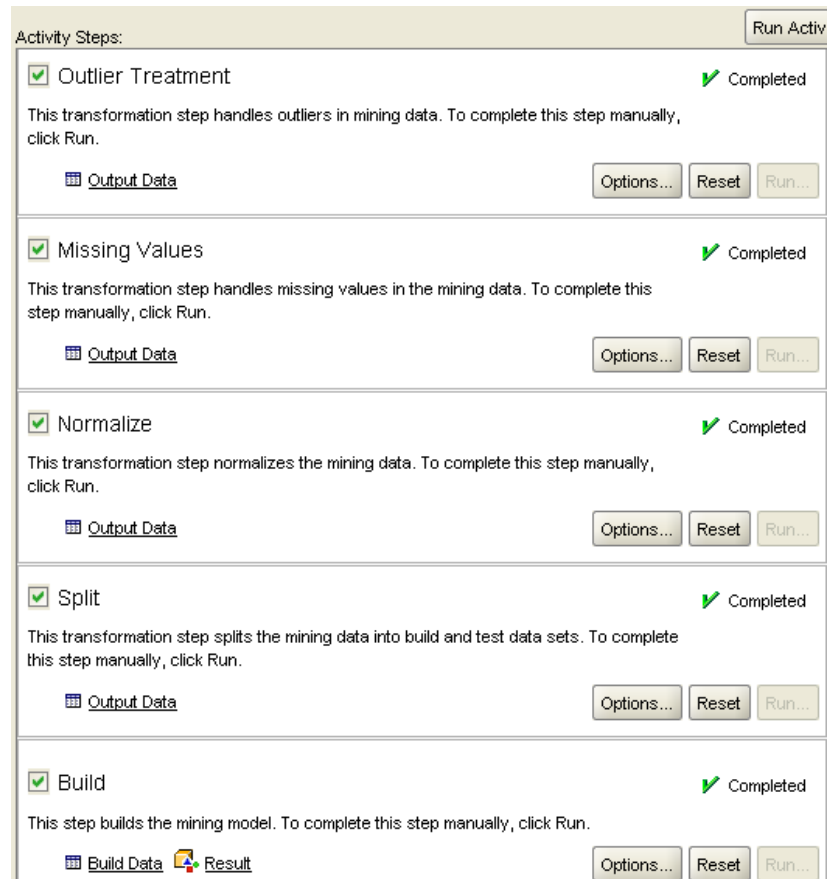 Activity Steps:
Run Activ
Outlier Treatment
Completed
This transformation step handles outliers in mining data. To complete this step manually,
click Run.
Output Data
Options... Reset Run...
Missing Values
Completed
This transformation step handles missing values in the mining data. To complete this
step manually, click Run.
Output Data
Options... Reset Run...
Normalize
Completed
This transformation step normalizes the mining data. To complete this step manually,
click Run.
Output Data
Options... Reset Run...
Split
Completed
This transformation step splits the mining data into build and test data sets. To complete
this step manually, click Run.
Output Data
Options... Reset Run...
Build
Completed
This step builds the mining model. To complete this step manually, click Run.
Build Data Result
Options... Reset Run...